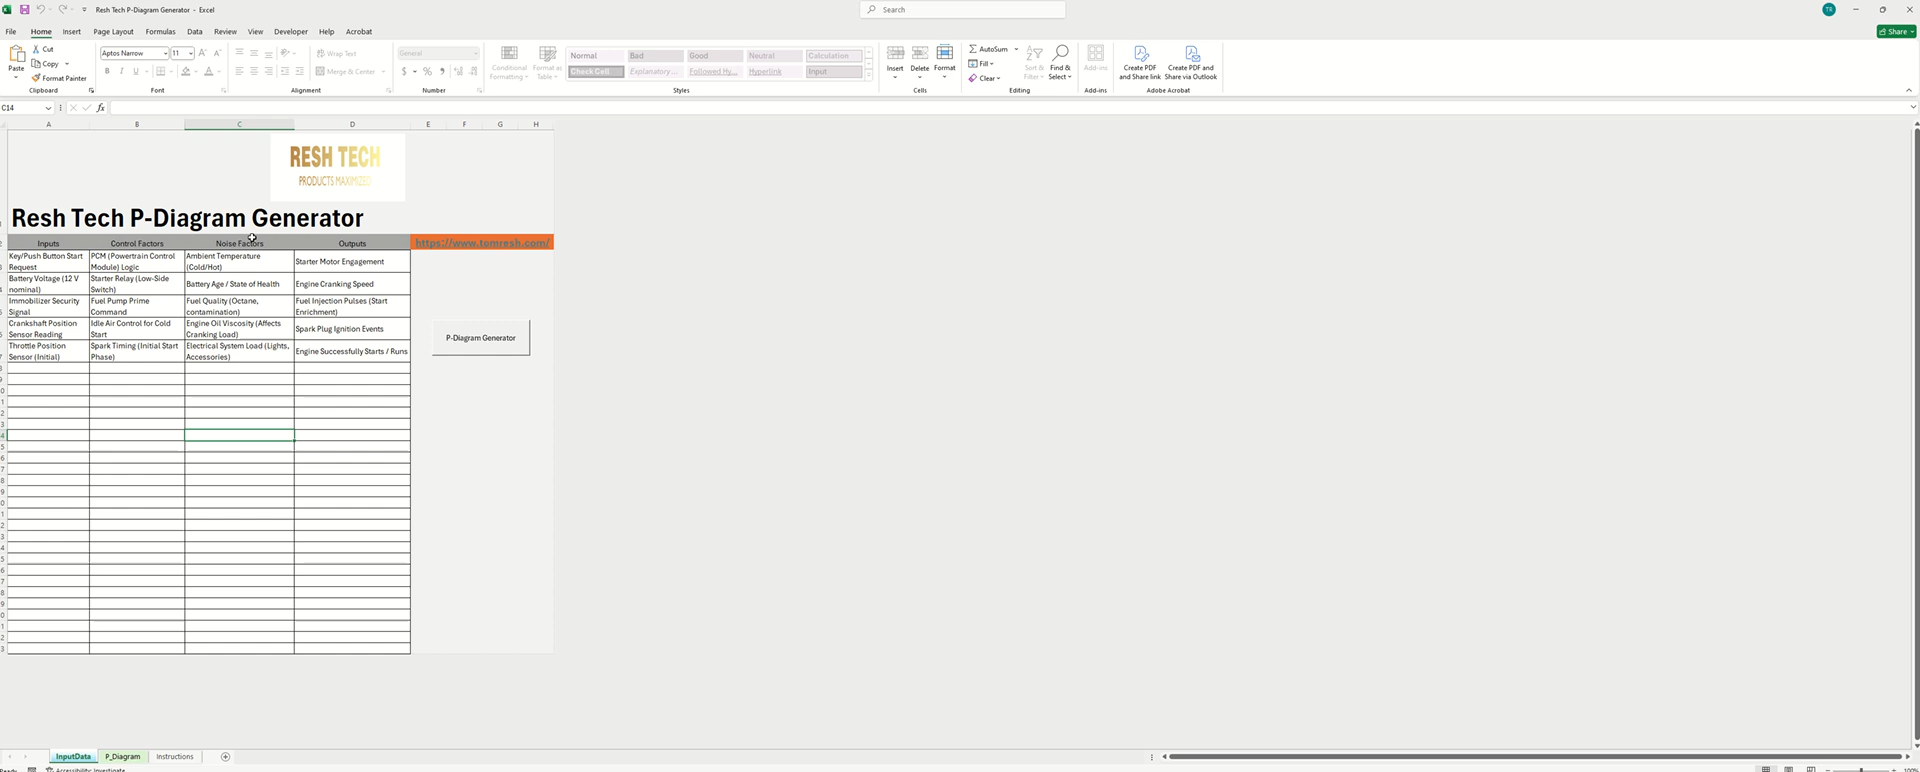 Resh Tech P-Diagram Generator - Excel
Search
TR
File Home Insert Page Layout Formulas Data Review View Developer Help Acrobat
Share
Paste
Cut
Copy
Format Painter
Clipboard
Aptos Narrow
11
B I U
Font
Wrap Text
Merge & Center
Alignment
General
$ % ,
Number
Conditional
Formatting
Format as
Table
Normal Bad Good Neutral Calculation
Check Cell Explanatory ... Followed Hy... Hyperlink Input
Styles
Insert
Delete
Format
Cells
AutoSum
Fill
Clear
Sort &
Filter
Find &
Select
Editing
Add-ins
Add-ins
Create PDF
and Share link
Create PDF and
Share via Outlook
Adobe Acrobat
C14
fx
A B C D E F G H
RESH TECH
PRODUCTS MAXIMIZED
Resh Tech P-Diagram Generator
Inputs Control Factors Noise Factors Outputs https://www.tomresh.com/
Key/Push Button Start
Request
PCM (Powertrain Control
Module) Logic
Ambient Temperature
(Cold/Hot)
Starter Motor Engagement
Battery Voltage (12 V
nominal)
Starter Relay (Low-Side
Switch)
Battery Age / State of Health
Engine Cranking Speed
Immobilizer Security
Signal
Fuel Pump Prime
Command
Fuel Quality (Octane,
contamination)
Fuel Injection Pulses (Start
Enrichment)
Crankshaft Position
Sensor Reading
Idle Air Control for Cold
Start
Engine Oil Viscosity (Affects
Cranking Load)
Spark Plug Ignition Events
Throttle Position
Sensor (Initial)
Spark Timing (Initial Start
Phase)
Electrical System Load (Lights,
Accessories)
Engine Successfully Starts / Runs
P-Diagram Generator
InputData P_Diagram Instructions
Accessibility: Investigate
100%